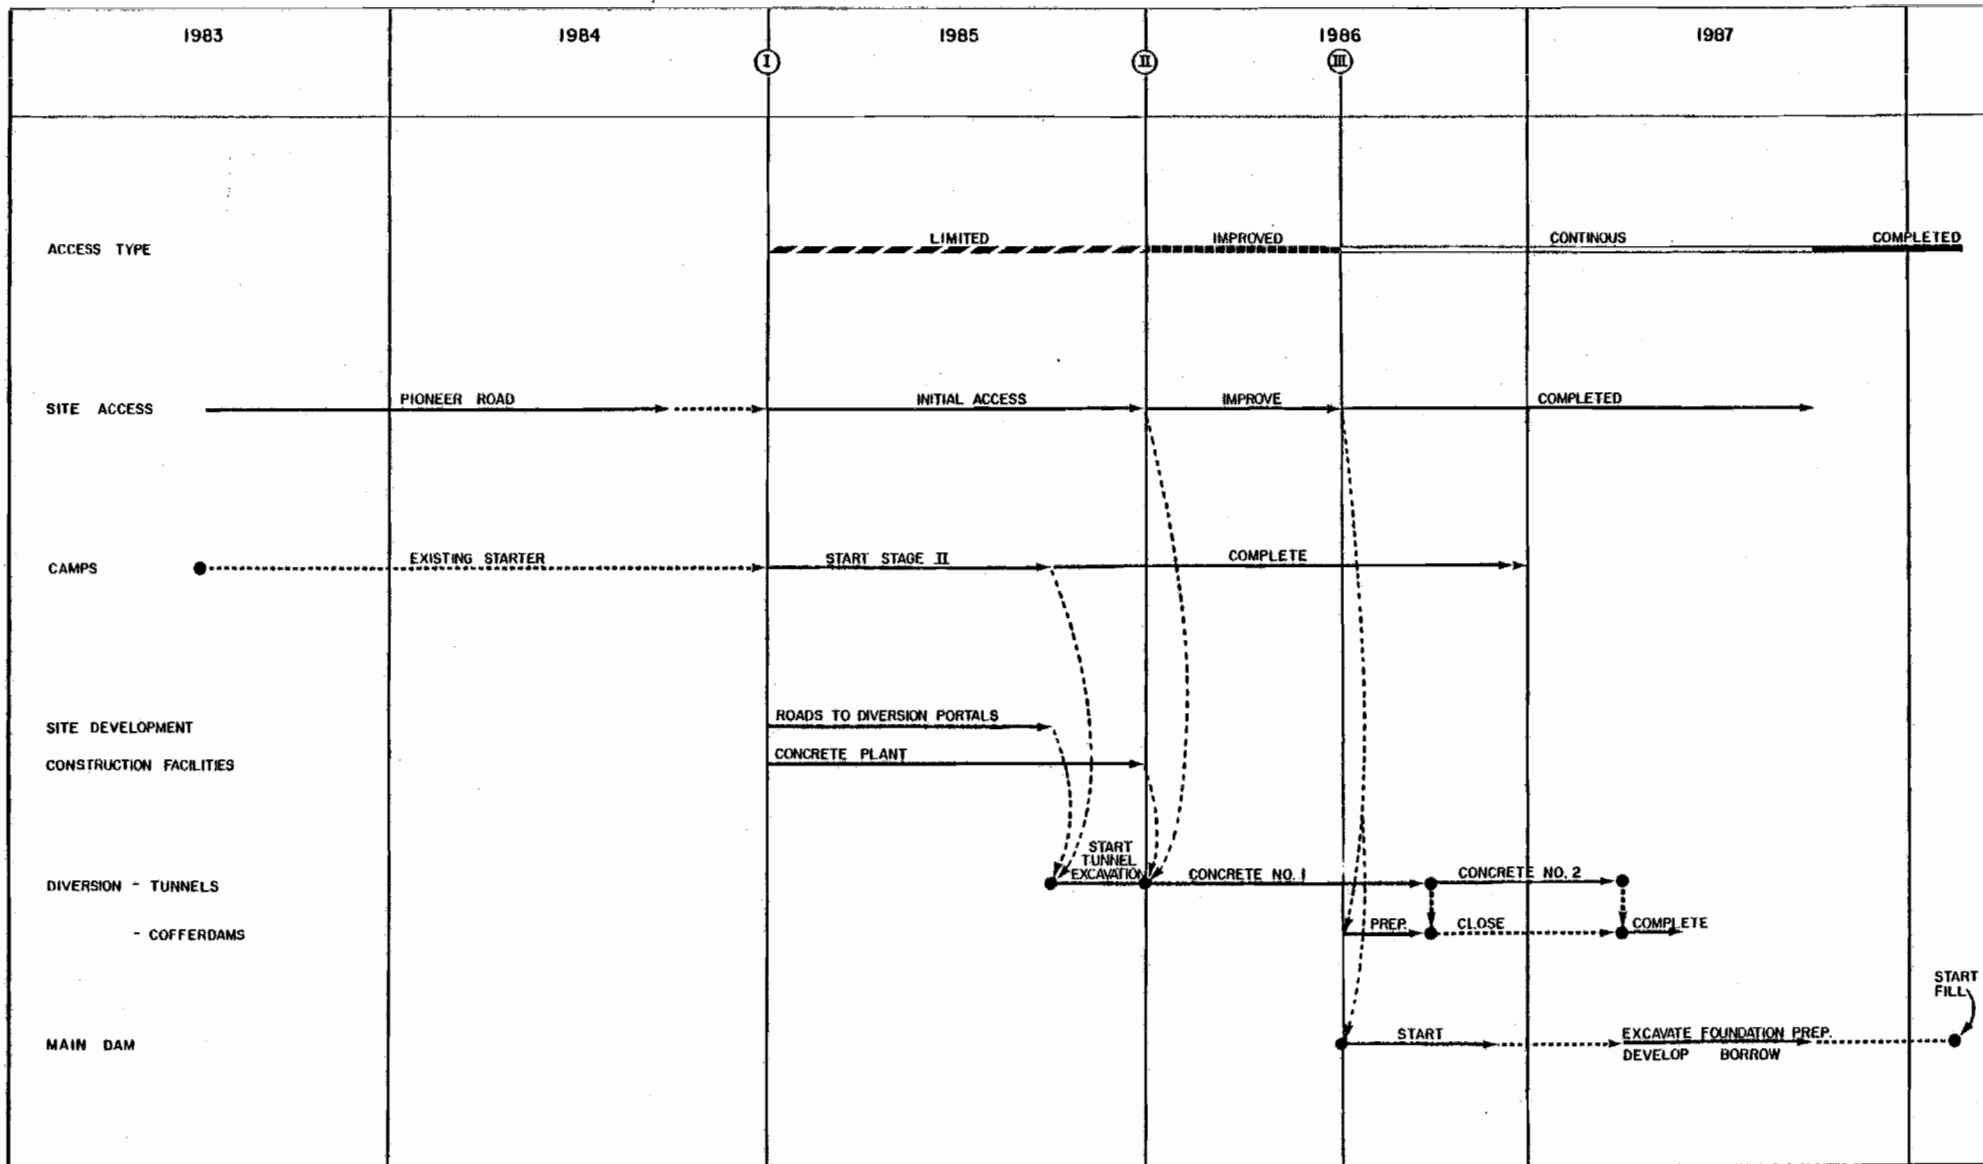 1983 1984 1985 1986 1987
I II III
ACCESS TYPE LIMITED IMPROVED CONTINOUS COMPLETED
SITE ACCESS PIONEER ROAD INITIAL ACCESS IMPROVE COMPLETED
CAMPS EXISTING STARTER START STAGE II COMPLETE
SITE DEVELOPMENT ROADS TO DIVERSION PORTALS
CONSTRUCTION FACILITIES CONCRETE PLANT
START
TUNNEL
EXCAVATION
DIVERSION - TUNNELS CONCRETE NO. 1 CONCRETE NO. 2
- COFFERDAMS PREP. CLOSE COMPLETE
START
FILL
MAIN DAM START EXCAVATE FOUNDATION PREP.
DEVELOP BORROW